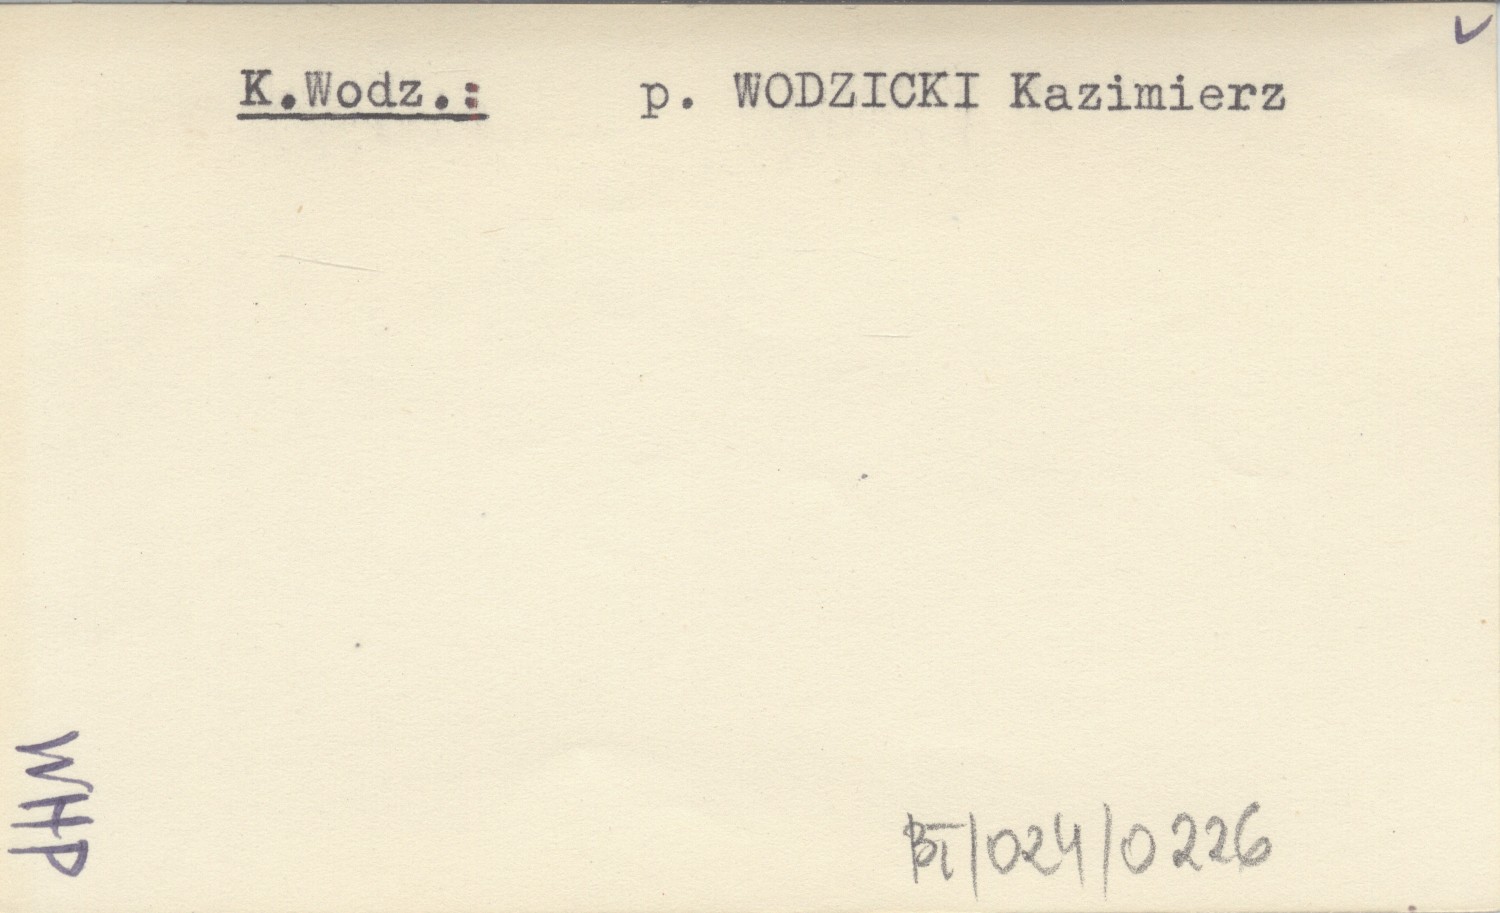 K.Wodz.: p. WODZICKI Kazimierz
WHP
BI/024/0226